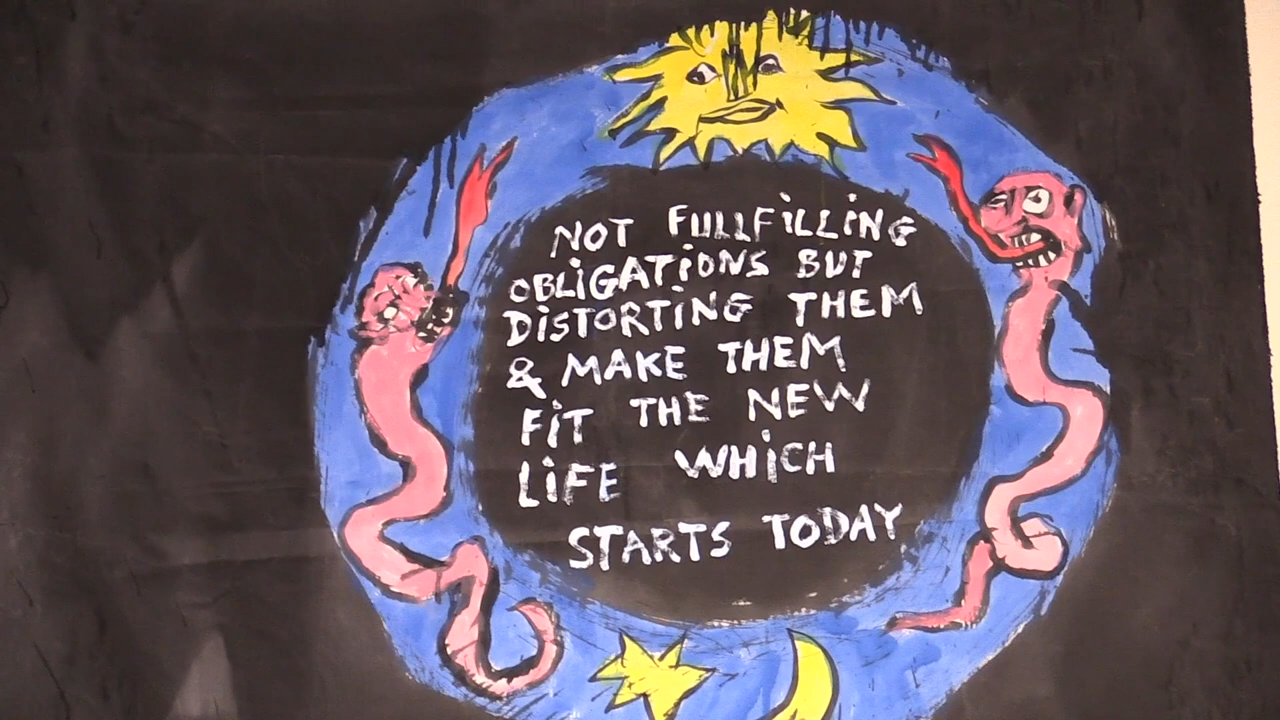 NOT FULLFiLLiNG
OBLiGATiONS BUT
DiSTORTiNG THEM
& MAKE THEM
FiT THE NEW
LiFE WHiCH
STARTS TODAY